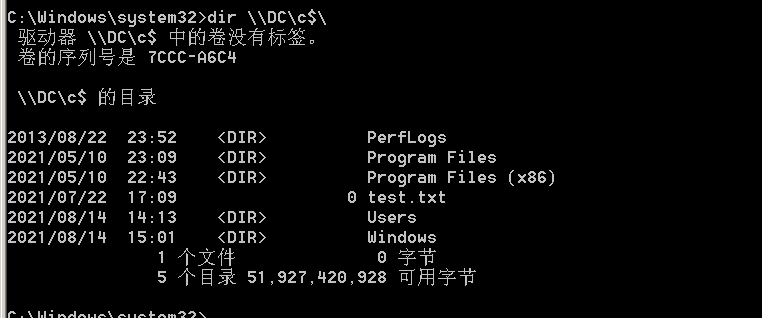 C:\Windows\system32>dir \\DC\c$\
驱动器 \\DC\c$ 中的卷没有标签。
卷的序列号是 7CCC-A6C4
\\DC\c$ 的目录
2013/08/22  23:52    <DIR>          PerfLogs
2021/05/10  23:09    <DIR>          Program Files
2021/05/10  22:43    <DIR>          Program Files (x86)
2021/07/22  17:09                 0 test.txt
2021/08/14  14:13    <DIR>          Users
2021/08/14  15:01    <DIR>          Windows
1 个文件              0 字节
5 个目录 51,927,420,928 可用字节
C:\Windows\system32>